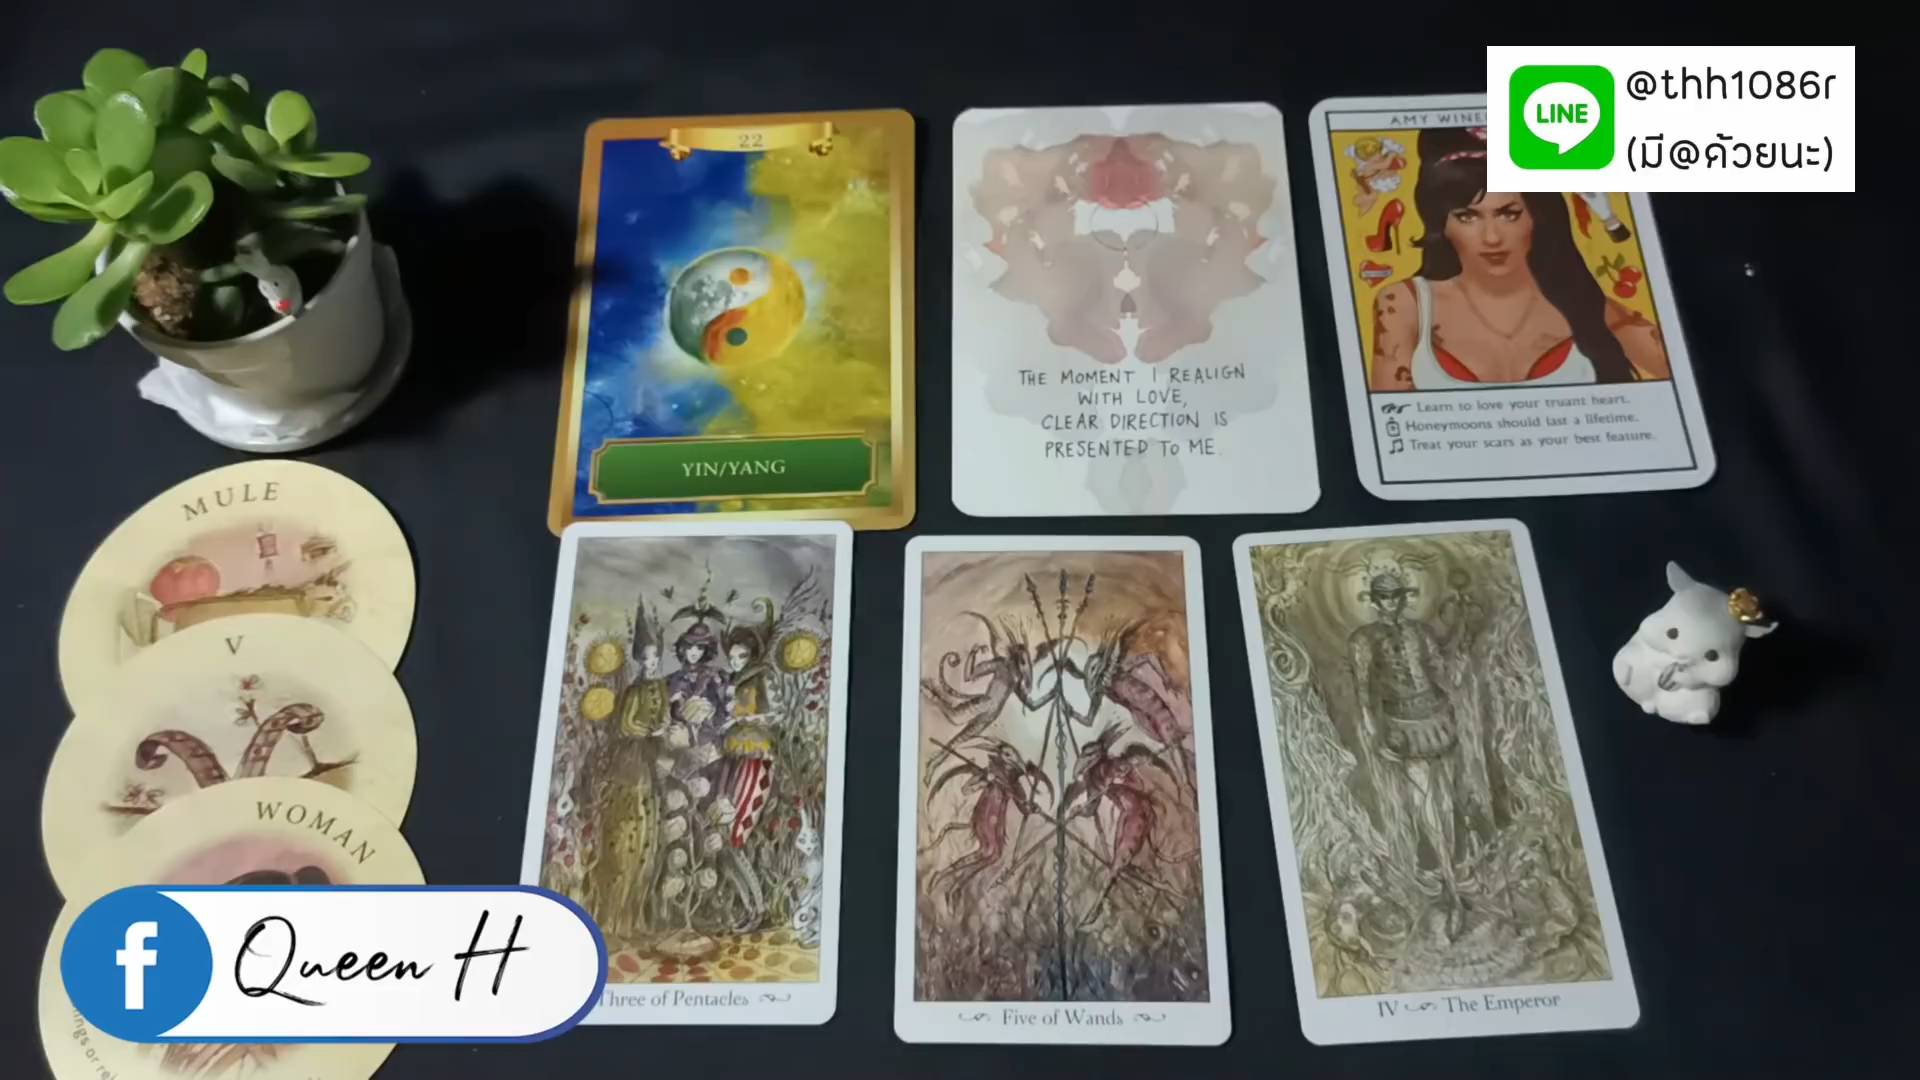 LINE
@thh1086r
(มี@ด้วยนะ)
22
YIN/YANG
THE MOMENT I REALIGN
WITH LOVE,
CLEAR DIRECTION IS
PRESENTED TO ME.
AMY
Learn to love your truant heart.
Honeymoons should last a lifetime.
Treat your scars as your best feature.
MULE
V
WOMAN
Queen H
Three of Pentacles
Five of Wands
IV The Emperor